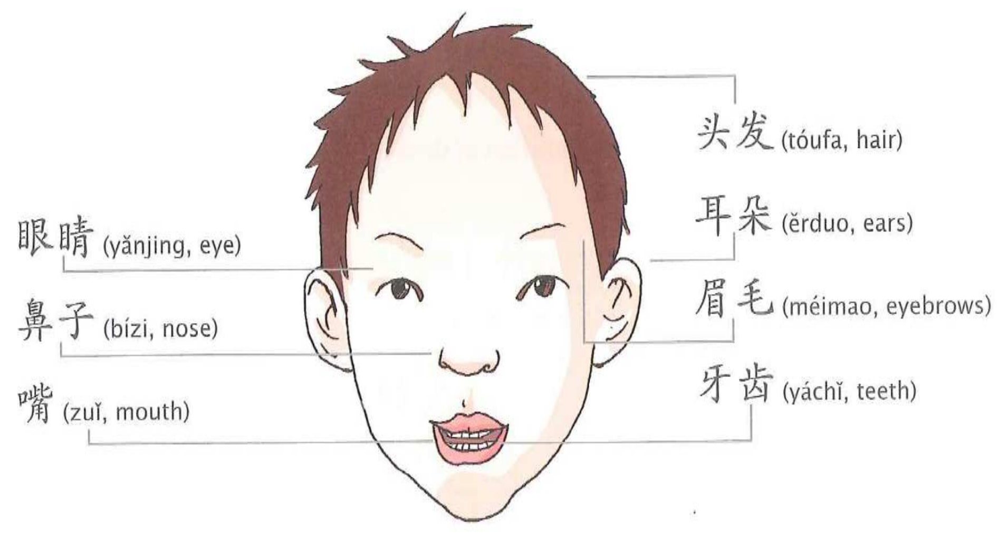 头发 (tóufa, hair)
耳朵 (ěrduo, ears)
眼睛 (yǎnjing, eye)
眉毛 (méimao, eyebrows)
鼻子 (bízi, nose)
牙齿 (yáchǐ, teeth)
嘴 (zuǐ, mouth)